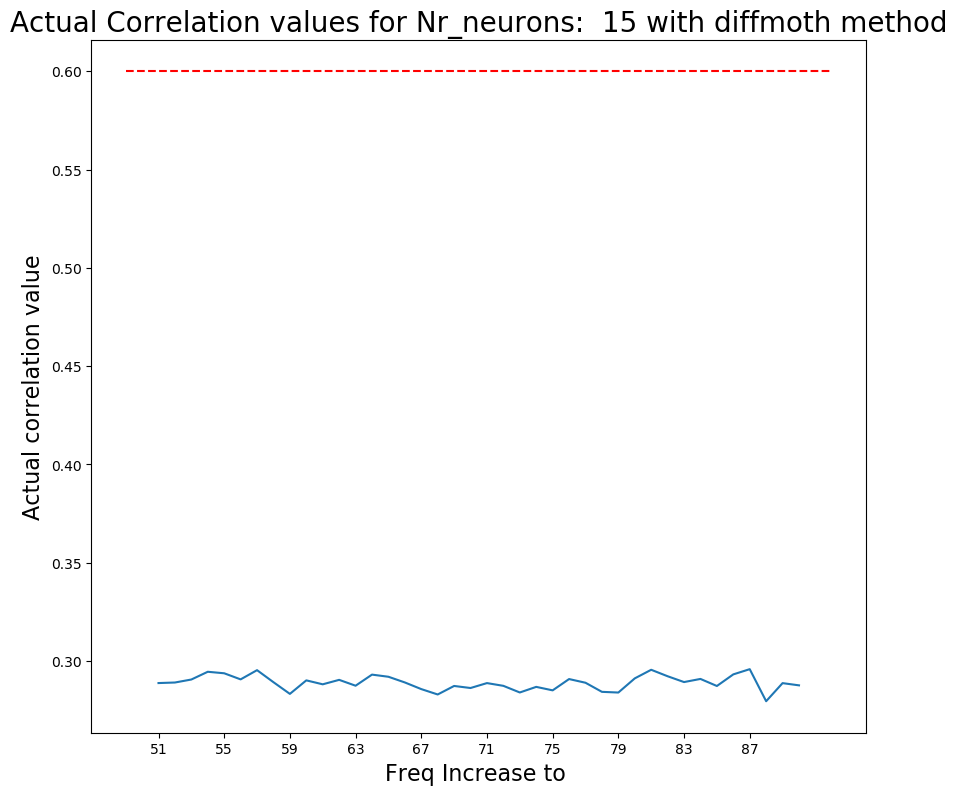 Actual Correlation values for Nr_neurons:  15 with diffmoth method
Actual correlation value
0.60
0.55
0.50
0.45
0.40
0.35
0.30
51 55 59 63 67 71 75 79 83 87
Freq Increase to